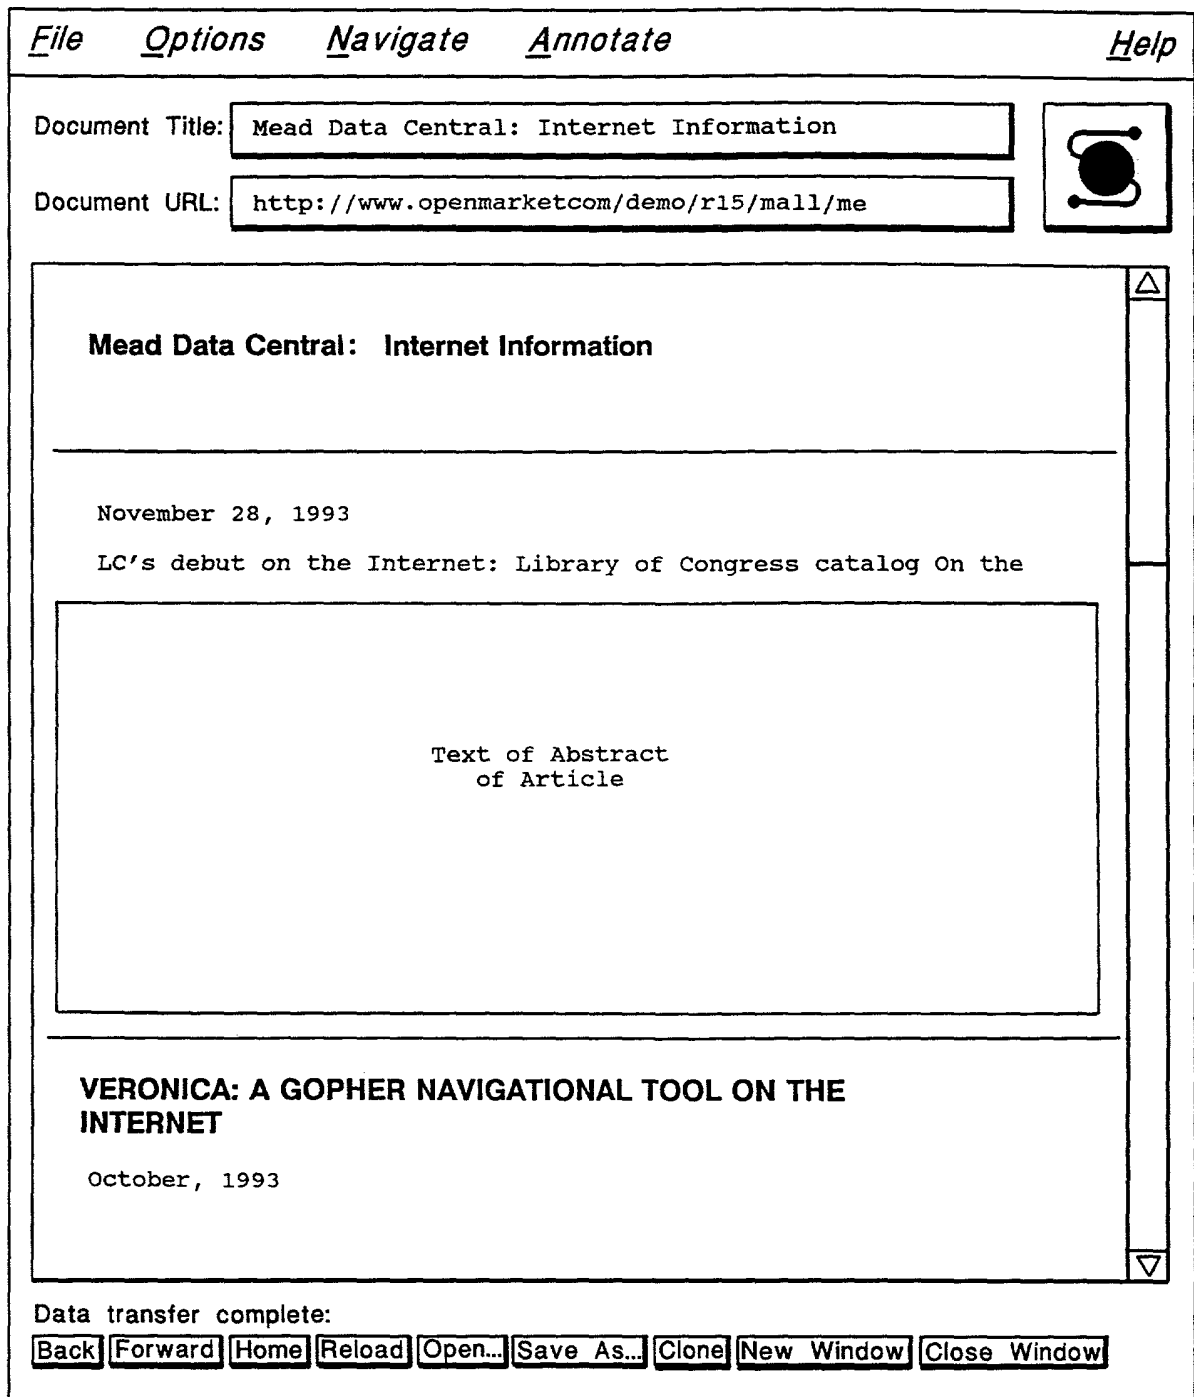 File Options Navigate Annotate Help
Document Title: Mead Data Central: Internet Information
Document URL: http://www.openmarketcom/demo/r15/mall/me
Mead Data Central: Internet Information
November 28, 1993
LC's debut on the Internet: Library of Congress catalog On the
Text of Abstract
of Article
VERONICA: A GOPHER NAVIGATIONAL TOOL ON THE
INTERNET
October, 1993
Data transfer complete:
Back Forward Home Reload Open... Save As... Clone New Window Close Window